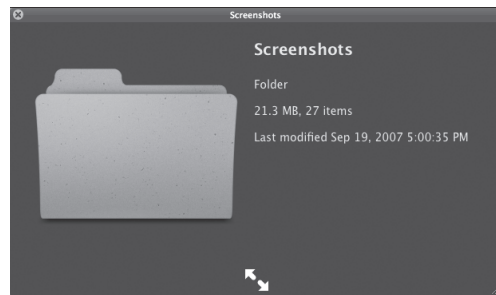 Screenshots
Screenshots
Folder
21.3 MB, 27 items
Last modified Sep 19, 2007 5:00:35 PM